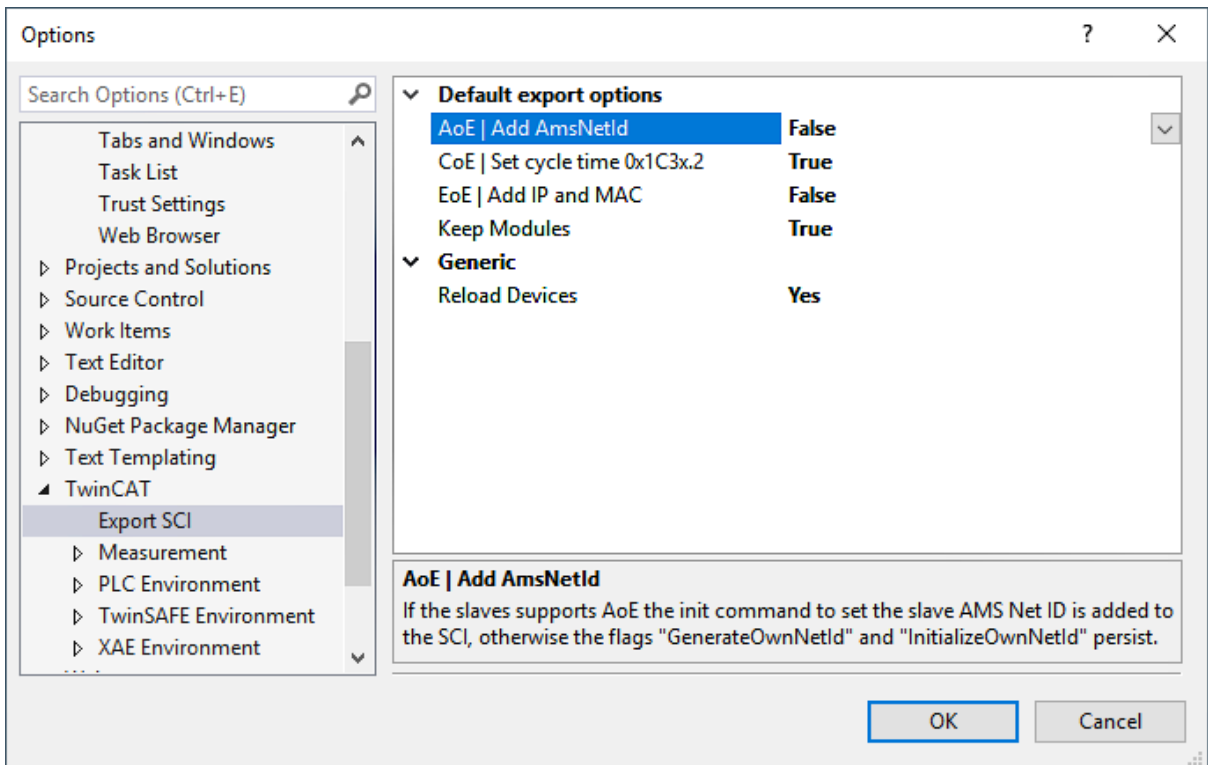 Options
?
Search Options (Ctrl+E)
Tabs and Windows
Task List
Trust Settings
Web Browser
Projects and Solutions
Source Control
Work Items
Text Editor
Debugging
NuGet Package Manager
Text Templating
TwinCAT
Export SCI
Measurement
PLC Environment
TwinSAFE Environment
XAE Environment
Default export options
AoE | Add AmsNetId False
CoE | Set cycle time 0x1C3x.2 True
EoE | Add IP and MAC False
Keep Modules True
Generic
Reload Devices Yes
AoE | Add AmsNetId
If the slaves supports AoE the init command to set the slave AMS Net ID is added to
the SCI, otherwise the flags "GenerateOwnNetId" and "InitializeOwnNetId" persist.
OK Cancel